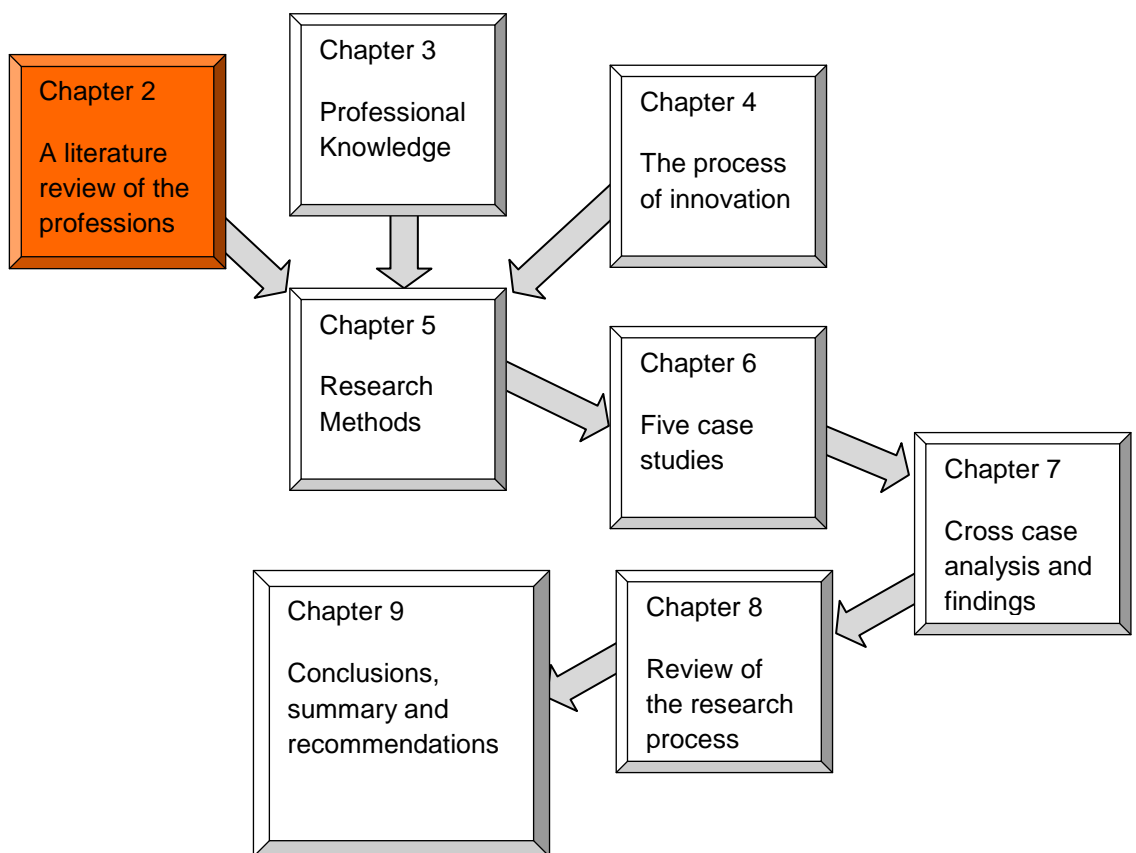 Chapter 2
A literature
review of the
professions
Chapter 3
Professional
Knowledge
Chapter 4
The process
of innovation
Chapter 5
Research
Methods
Chapter 6
Five case
studies
Chapter 7
Cross case
analysis and
findings
Chapter 8
Review of
the research
process
Chapter 9
Conclusions,
summary and
recommendations